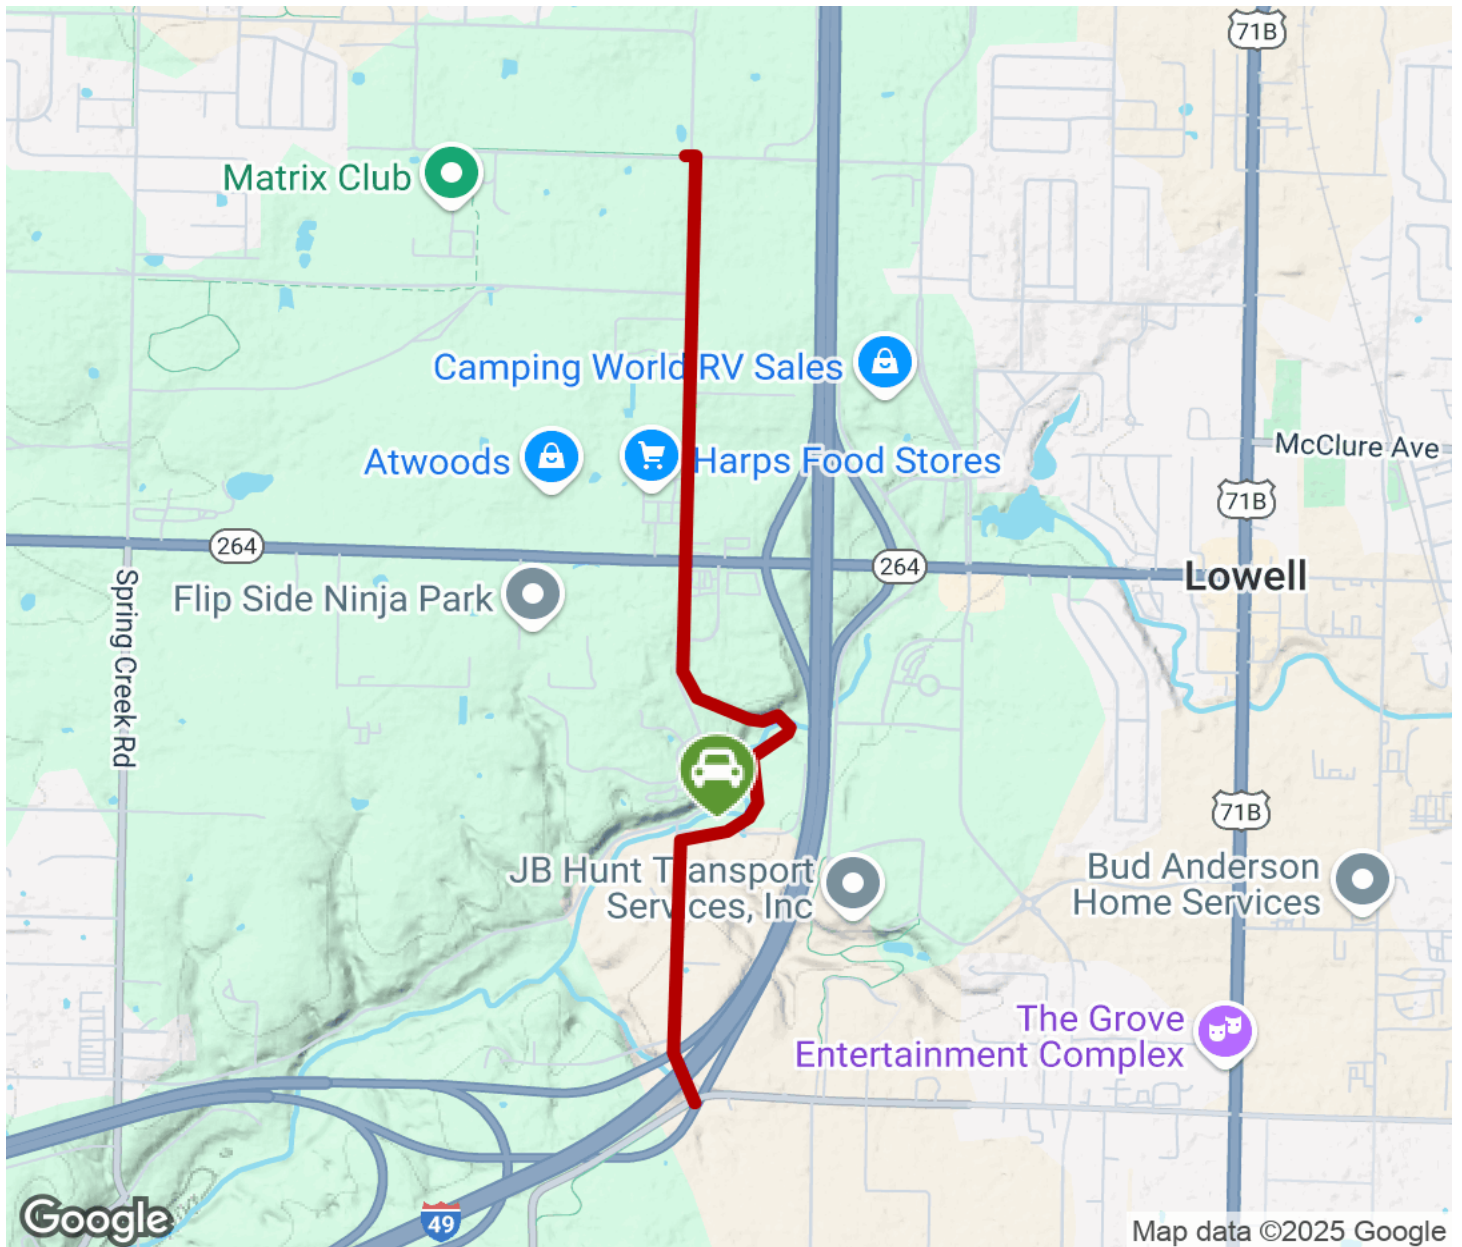 71B
Matrix Club
Camping World RV Sales
McClure Ave
Atwoods
Harps Food Stores
71B
264
264
Lowell
Flip Side Ninja Park
Spring Creek Rd
71B
JB Hunt Transport
Services, Inc
Bud Anderson
Home Services
The Grove
Entertainment Complex
49
Google
Map data ©2025 Google